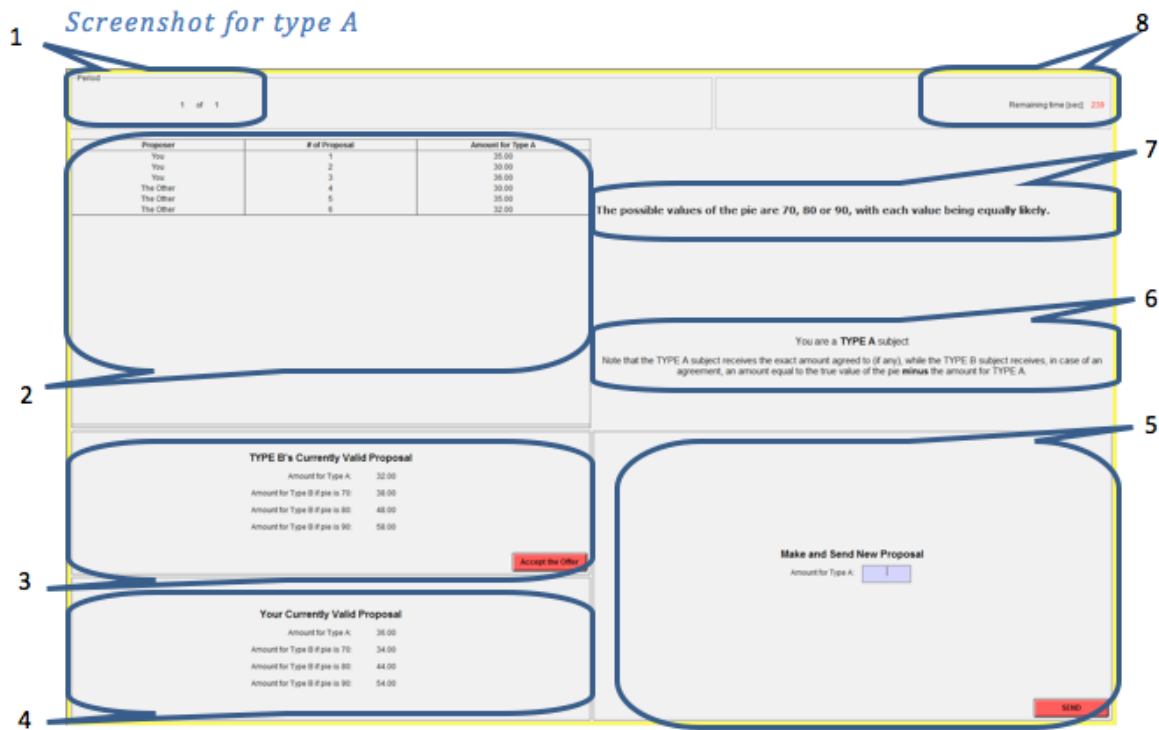 Screenshot for type A
1
8
Period
1 of 1
Remaining time [sec] 239
Proposer # of Proposal Amount for Type A
You 1 35.00
You 2 30.00
You 3 36.00
The Other 4 30.00
The Other 5 35.00
The Other 6 32.00
7
The possible values of the pie are 70, 80 or 90, with each value being equally likely.
6
You are a TYPE A subject
Note that the TYPE A subject receives the exact amount agreed to (if any), while the TYPE B subject receives, in case of an
agreement, an amount equal to the true value of the pie minus the amount for TYPE A.
2
5
TYPE B's Currently Valid Proposal
Amount for Type A: 32.00
Amount for Type B if pie is 70: 38.00
Amount for Type B if pie is 80: 48.00
Amount for Type B if pie is 90: 58.00
Accept the Offer
3
Make and Send New Proposal
Amount for Type A:
Your Currently Valid Proposal
Amount for Type A: 36.00
Amount for Type B if pie is 70: 34.00
Amount for Type B if pie is 80: 44.00
Amount for Type B if pie is 90: 54.00
SEND
4